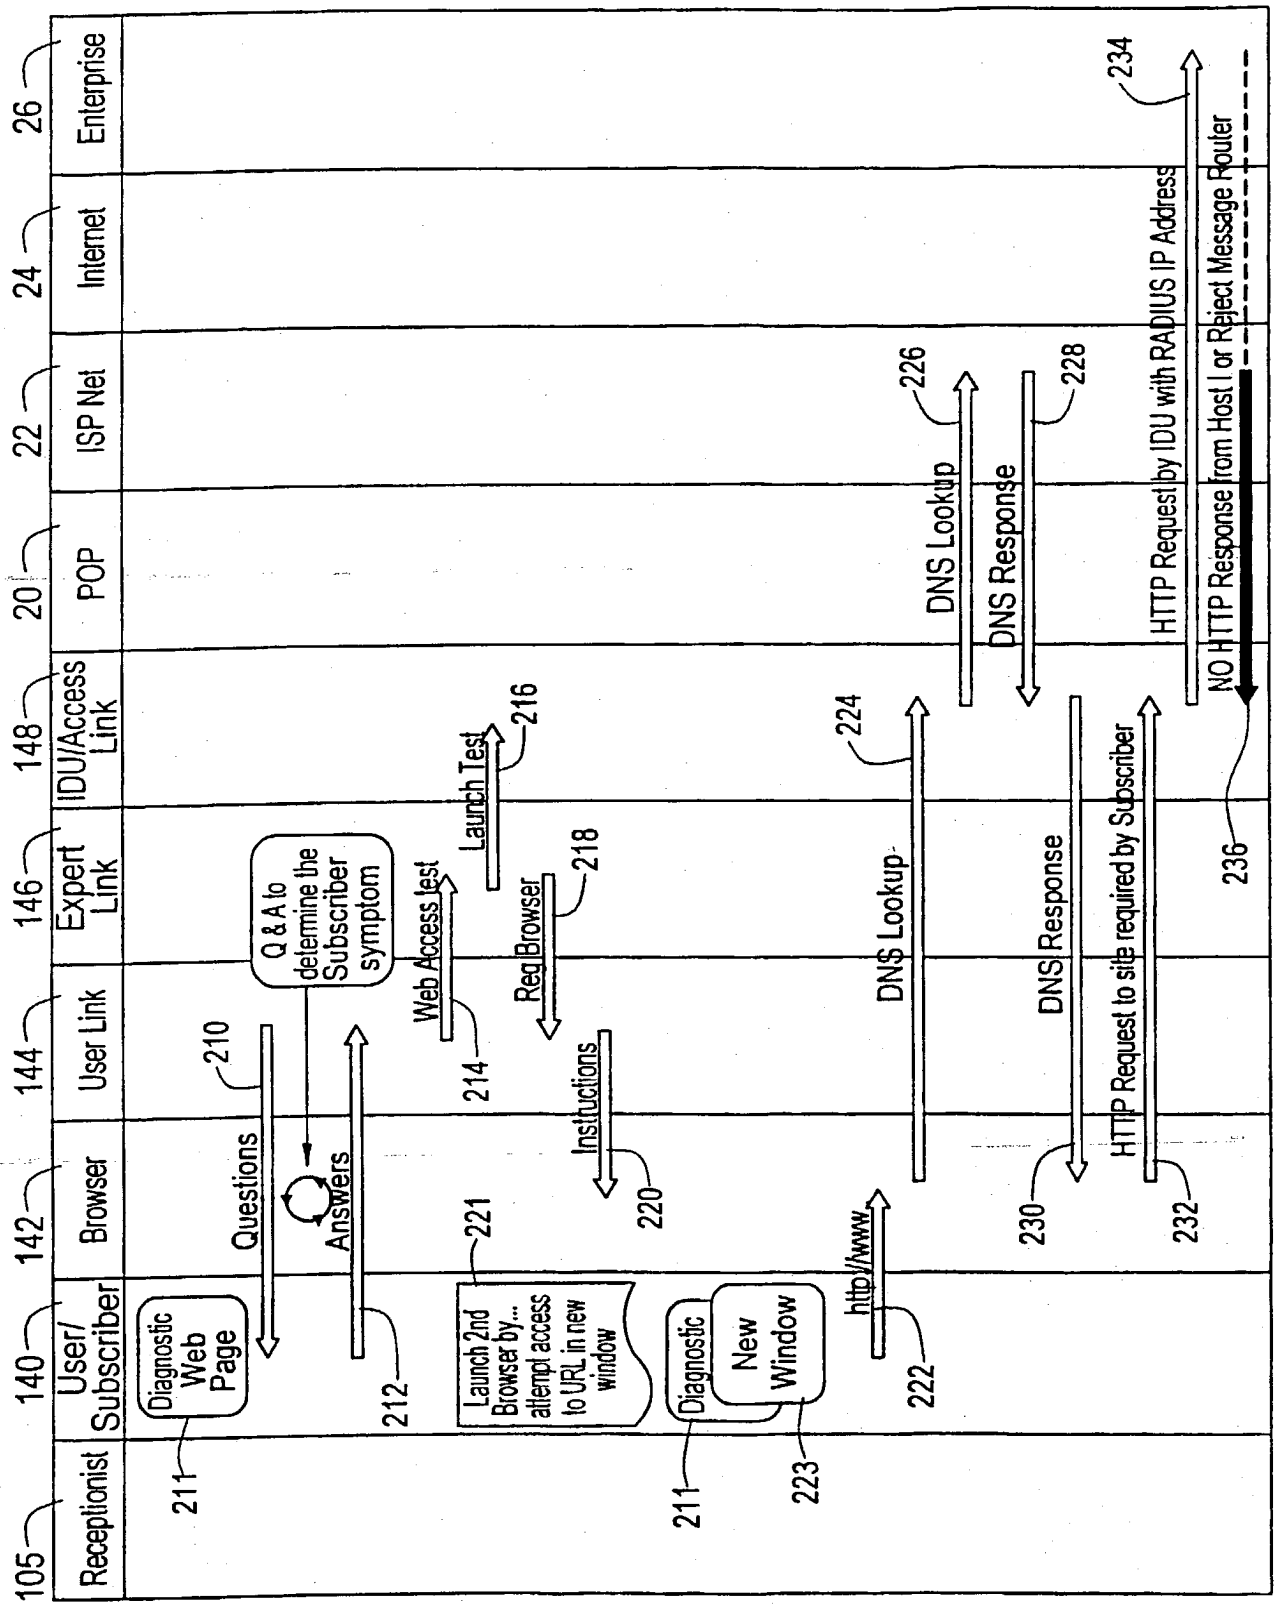 105
140
142
144
146
148
20
22
24
26
Receptionist
User/
Subscriber
Browser
User Link
Expert
Link
IDU/Access
Link
POP
ISP Net
Internet
Enterprise
Diagnostic
Web
Page
211
Questions
210
Q & A to
determine the
Subscriber
symptom
Answers
212
Web Access test
214
Launch Test
216
Req Browser
218
Launch 2nd
Browser by...
attempt access
to URL in new
window
221
Instructions
220
Diagnostic
211
New
Window
223
http://www
222
DNS Lookup
224
DNS Lookup
226
DNS Response
228
DNS Response
230
HTTP Request to site required by Subscriber
232
HTTP Request by IDU with RADIUS IP Address
234
NO HTTP Response from Host I or Reject Message Router
236